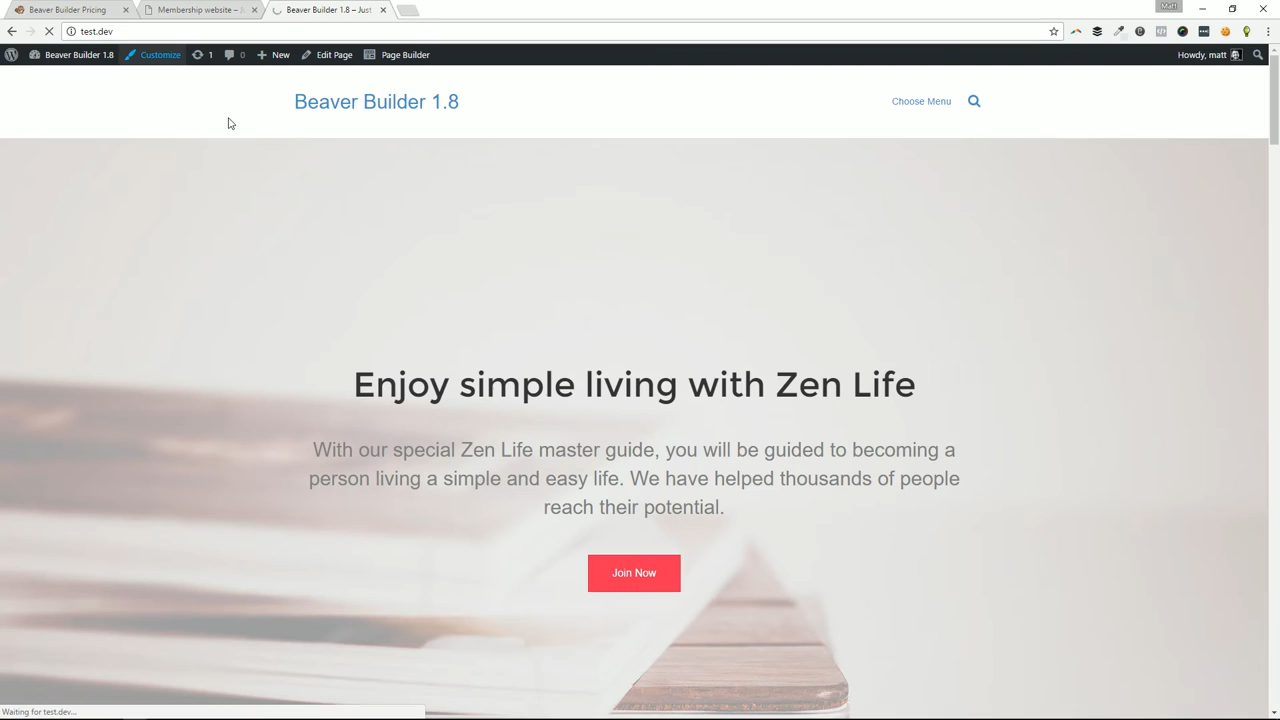 Beaver Builder Pricing
Membership website – J
Beaver Builder 1.8 – Just
Matt
test.dev
Beaver Builder 1.8
Customize
1
0
New
Edit Page
Page Builder
Howdy, matt
Beaver Builder 1.8
Choose Menu
Enjoy simple living with Zen Life
With our special Zen Life master guide, you will be guided to becoming a
person living a simple and easy life. We have helped thousands of people
reach their potential.
Join Now
Waiting for test.dev...